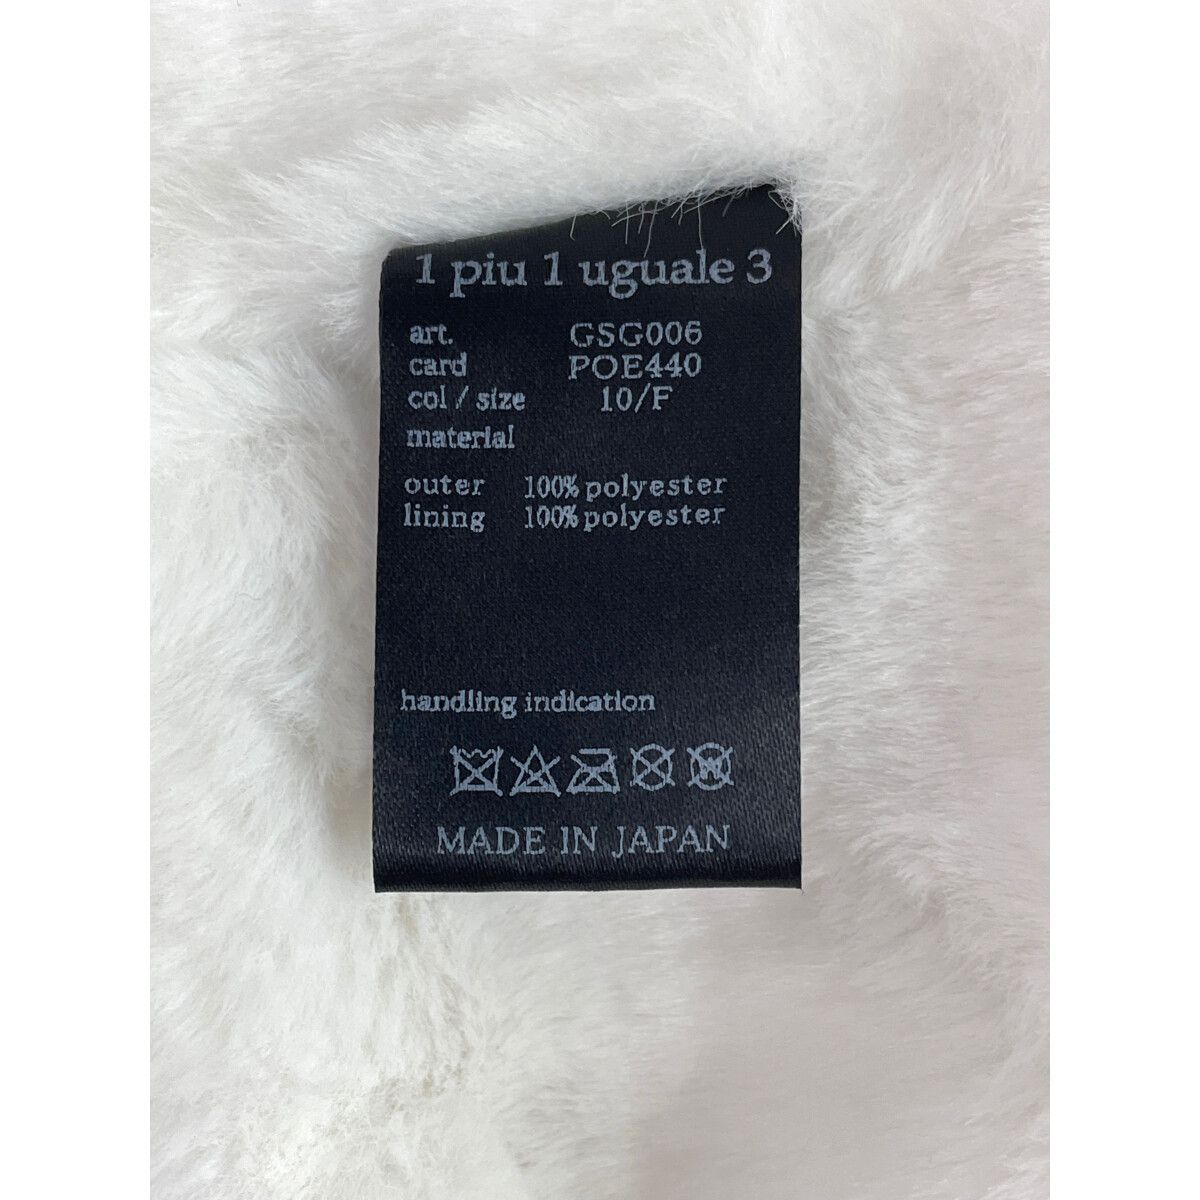 1 piu 1 uguale 3
art. GSG006
card POE440
col / size 10/F
material
outer 100% polyester
lining 100% polyester
handling indication
W
MADE IN JAPAN